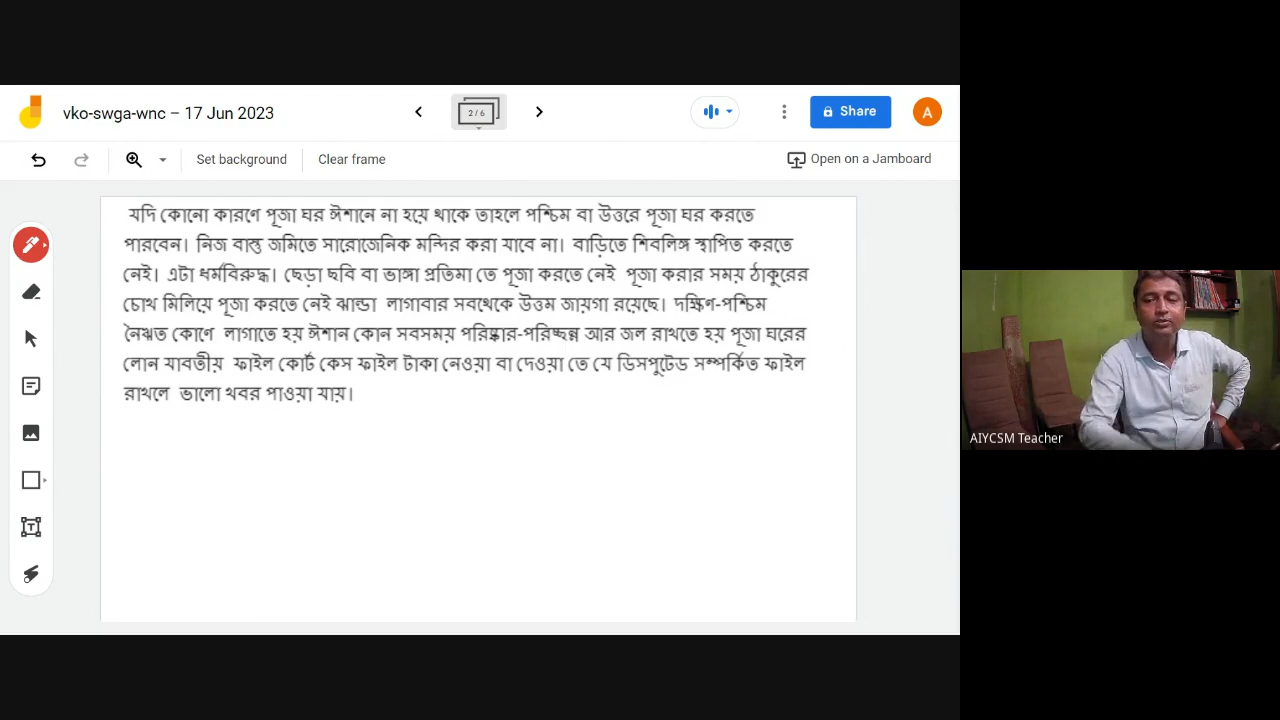 vko-swga-wnc – 17 Jun 2023
2 / 6
Share
A
Set background
Clear frame
Open on a Jamboard
যদি কোনো কারণে পূজা ঘর ঈশানে না হয়ে থাকে তাহলে পশ্চিম বা উত্তরে পূজা ঘর করতে
পারবেন। নিজ বাস্তু জমিতে সারোজেনিক মন্দির করা যাবে না। বাড়িতে শিবলিঙ্গ স্থাপিত করতে
নেই। এটা ধর্মবিরুদ্ধ। ছেড়া ছবি বা ভাঙ্গা প্রতিমা তে পূজা করতে নেই পূজা করার সময় ঠাকুরের
চোখ মিলিয়ে পূজা করতে নেই ঝান্ডা লাগাবার সবথেকে উত্তম জায়গা রয়েছে। দক্ষিণ-পশ্চিম
নৈঋত কোণে লাগাতে হয় ঈশান কোন সবসময় পরিষ্কার-পরিচ্ছন্ন আর জল রাখতে হয় পূজা ঘরের
লোন যাবতীয় ফাইল কোর্ট কেস ফাইল টাকা নেওয়া বা দেওয়া তে যে ডিসপুটেড সম্পর্কিত ফাইল
রাখলে ভালো খবর পাওয়া যায়।
AIYCSM Teacher